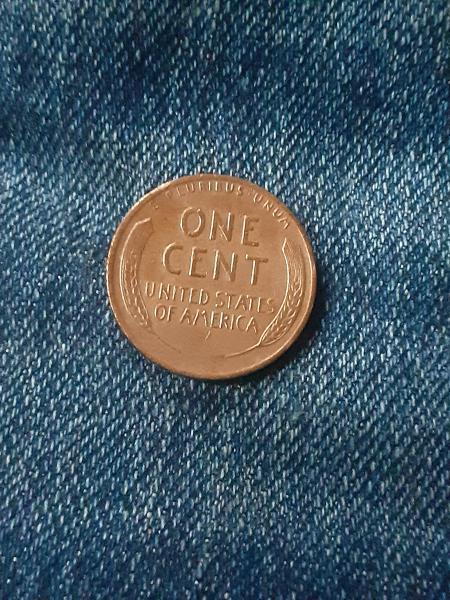 E · PLURIBUS · UNUM
ONE
CENT
UNITED STATES
OF AMERICA